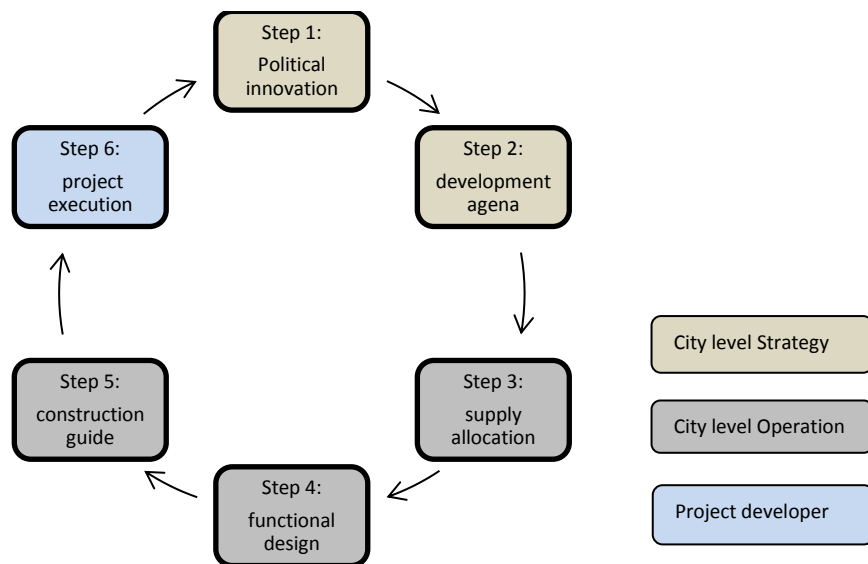 Step 1:
Political
innovation
Step 2:
development
agena
Step 3:
supply
allocation
Step 4:
functional
design
Step 5:
construction
guide
Step 6:
project
execution
City level Strategy
City level Operation
Project developer